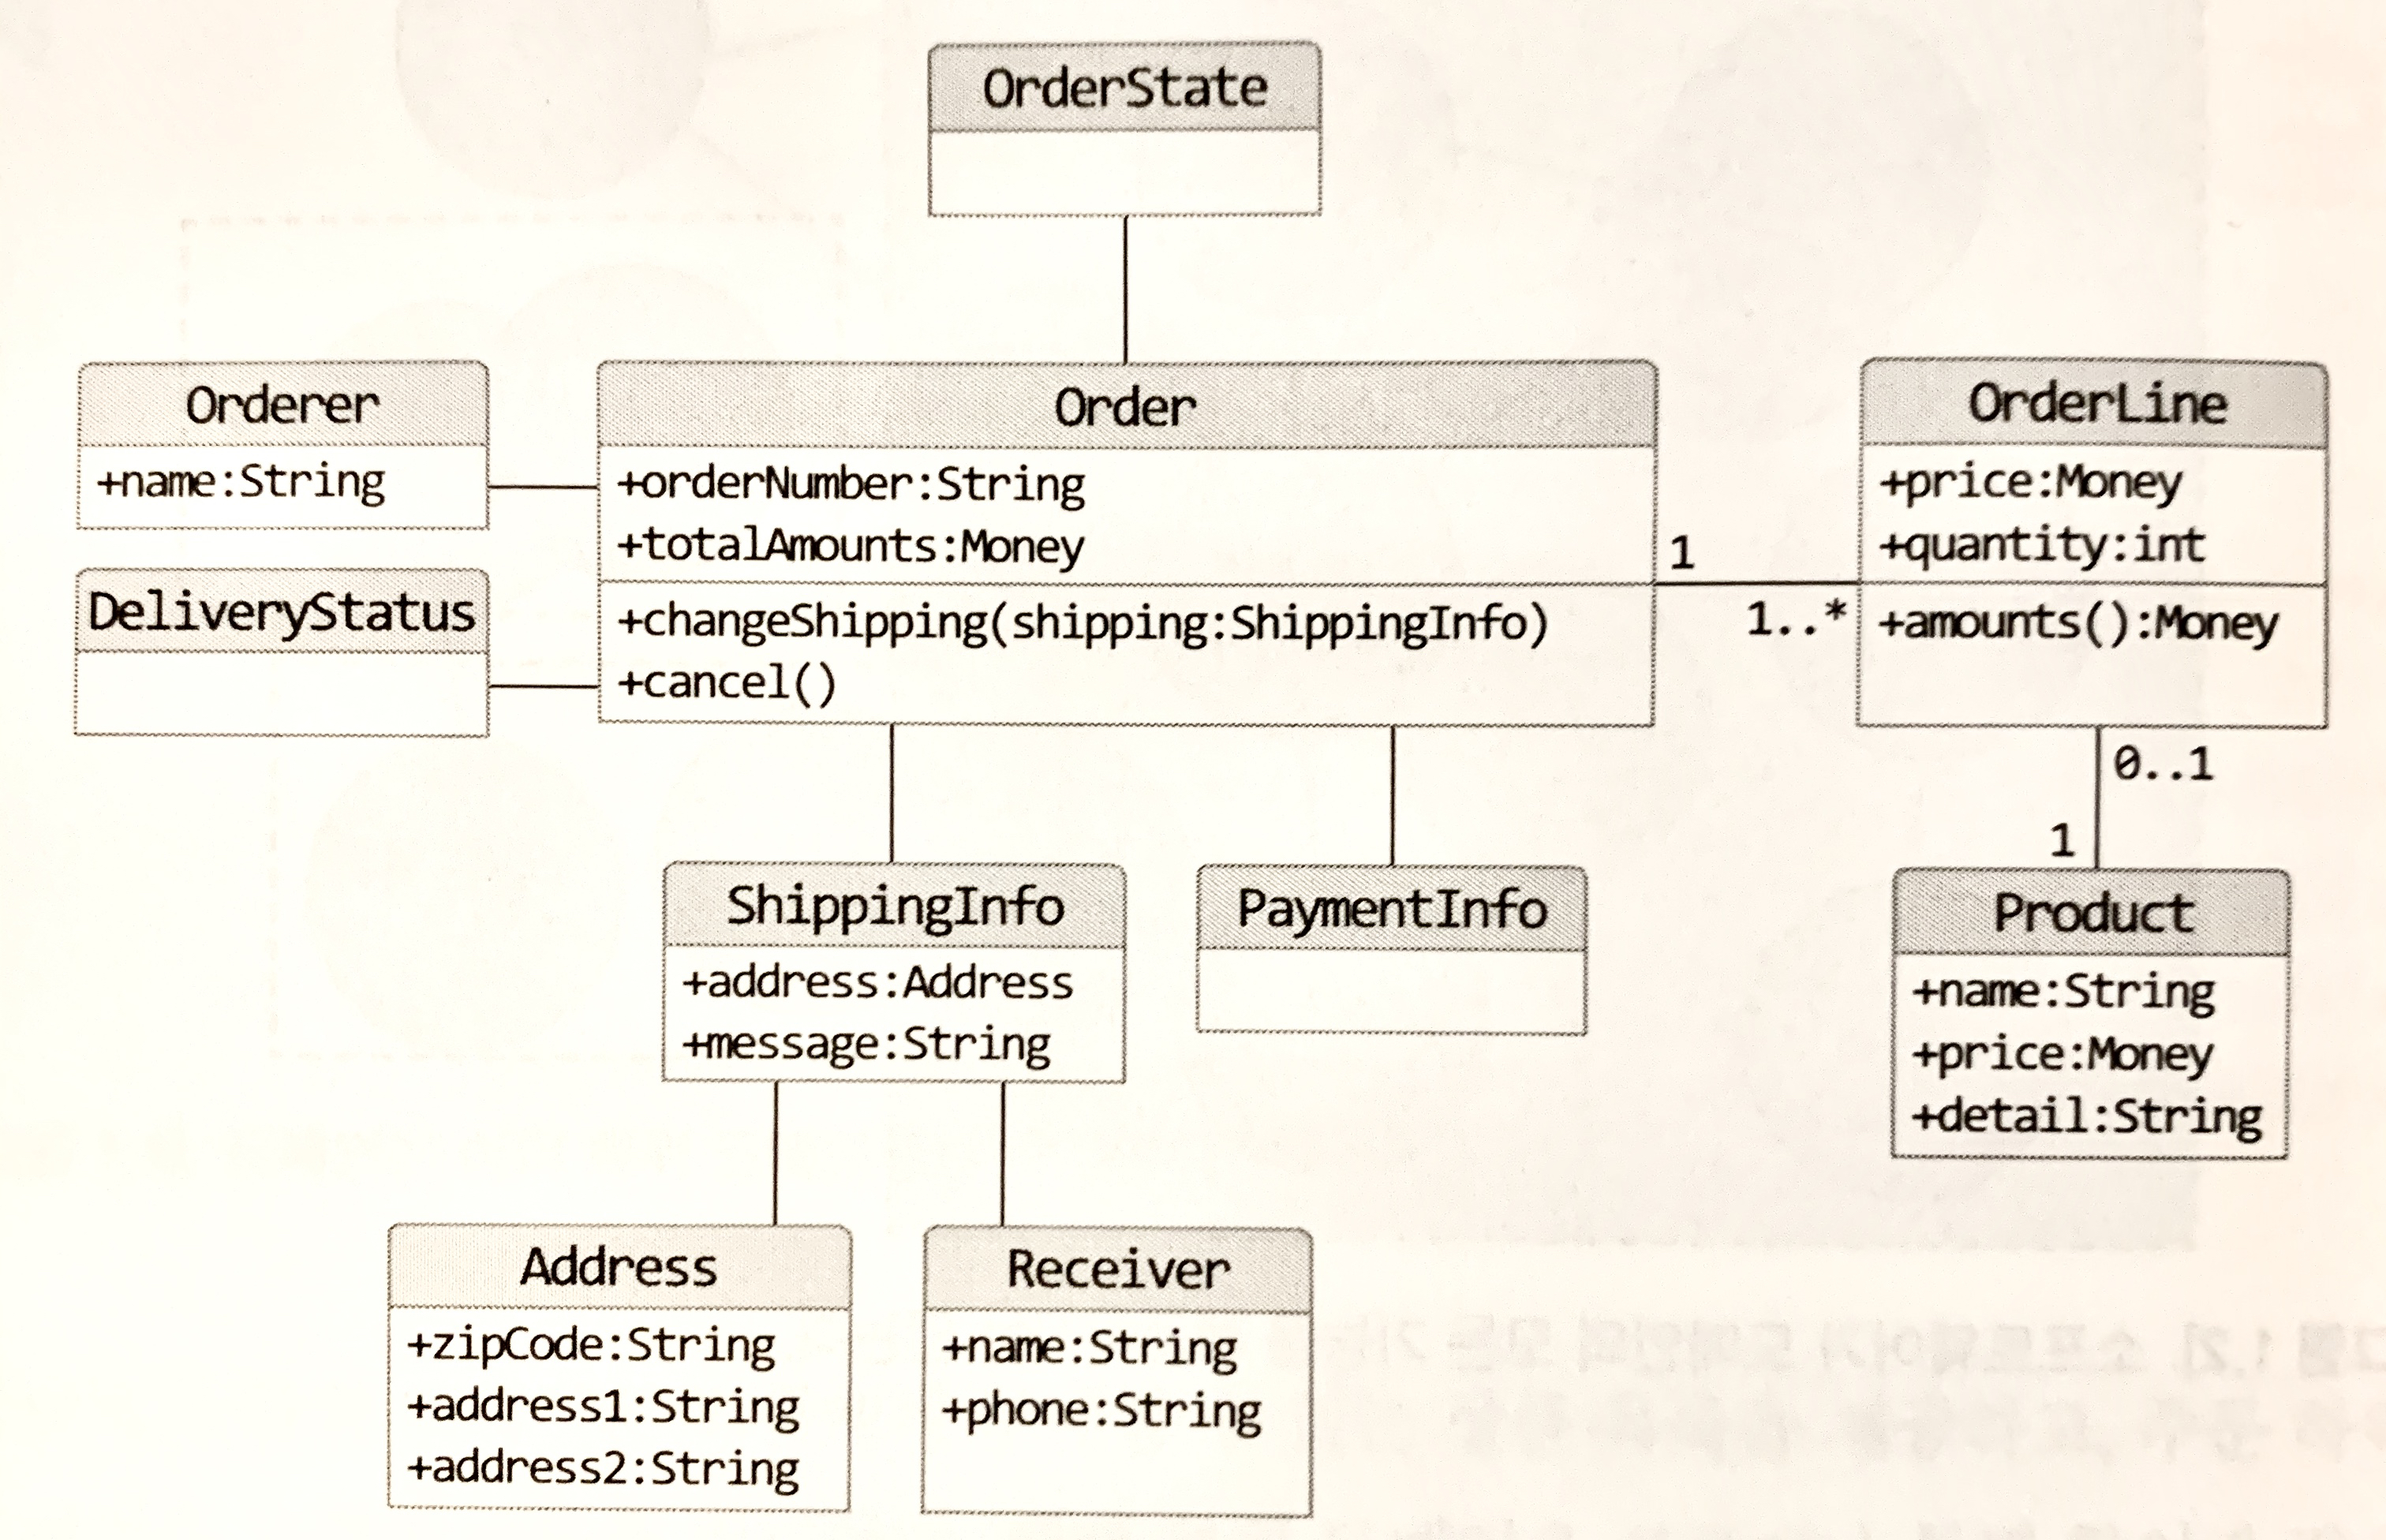 OrderState
Orderer
+name:String
Order
+orderNumber:String
+totalAmounts:Money
+changeShipping(shipping:ShippingInfo)
+cancel()
1
1..*
OrderLine
+price:Money
+quantity:int
+amounts():Money
DeliveryStatus
0..1
1
ShippingInfo
+address:Address
+message:String
PaymentInfo
Product
+name:String
+price:Money
+detail:String
Address
+zipCode:String
+address1:String
+address2:String
Receiver
+name:String
+phone:String